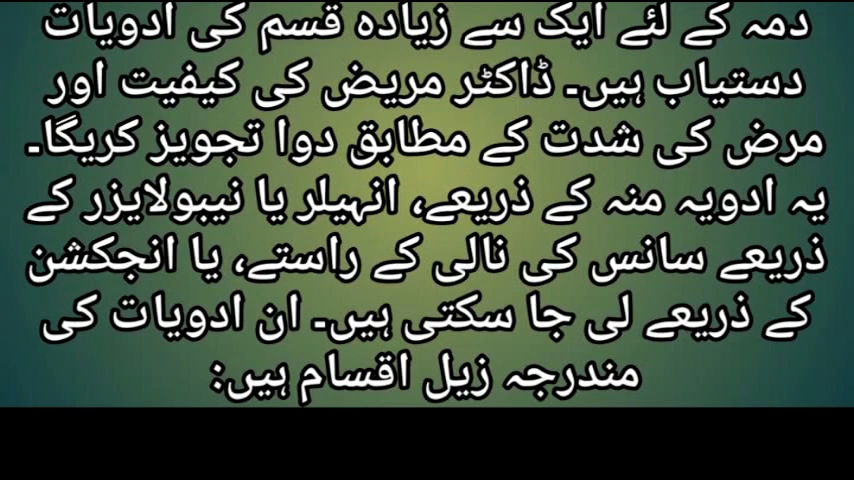 دمہ کے لئے ایک سے زیادہ قسم کی ادویات
دستیاب ہیں۔ ڈاکٹر مریض کی کیفیت اور
مرض کی شدت کے مطابق دوا تجویز کریگا۔
یہ ادویہ منہ کے ذریعے، انہیلر یا نیبولایزر کے
ذریعے سانس کی نالی کے راستے، یا انجکشن
کے ذریعے لی جا سکتی ہیں۔ ان ادویات کی
مندرجہ زیل اقسام ہیں: